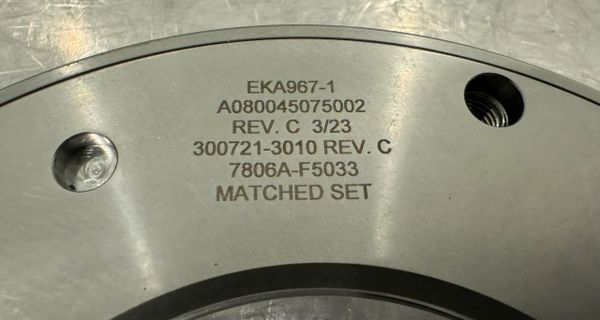 EKA967-1
A080045075002
REV. C 3/23
300721-3010 REV. C
7806A-F5033
MATCHED SET